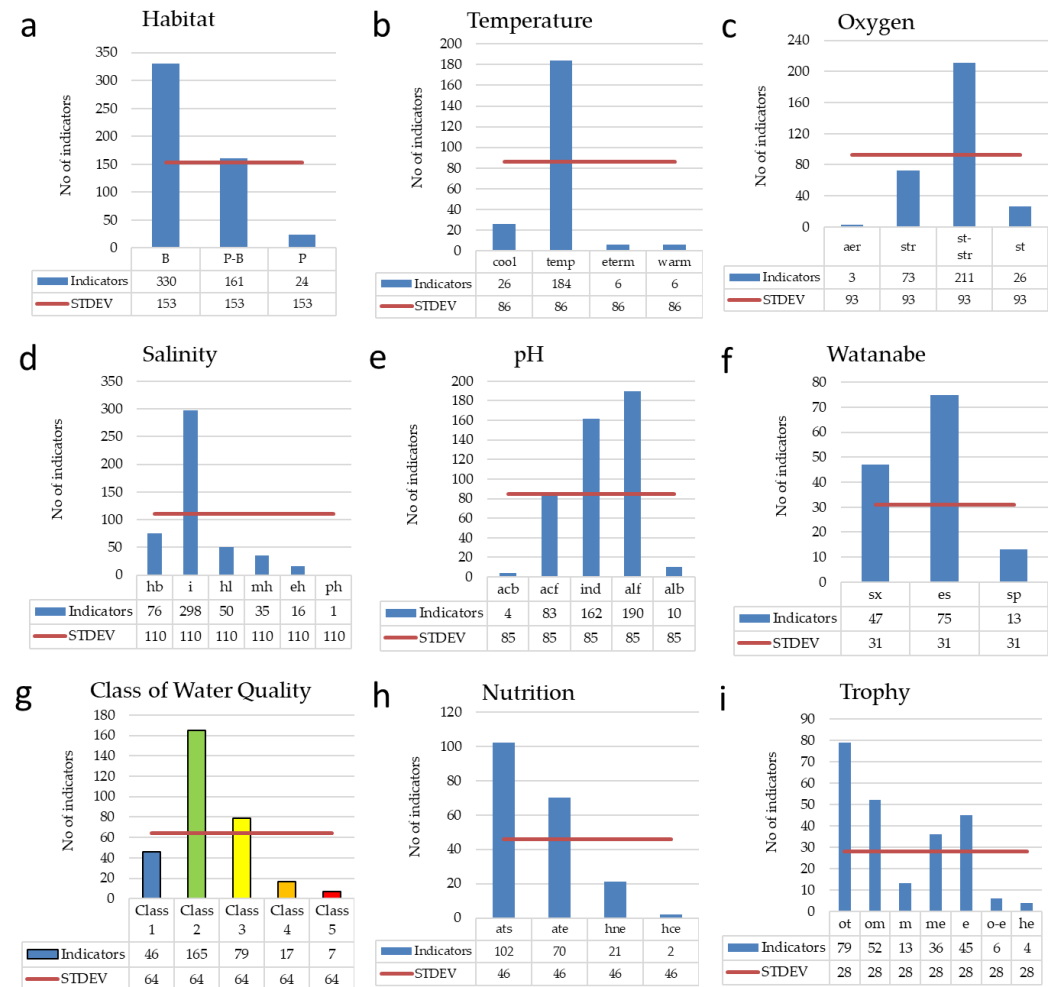 a
Habitat
No of indicators
350
300
250
200
150
100
50
0
B P-B P
Indicators 330 161 24
STDEV 153 153 153
b
Temperature
No of indicators
200
180
160
140
120
100
80
60
40
20
0
cool temp eterm warm
Indicators 26 184 6 6
STDEV 86 86 86 86
c
Oxygen
No of indicators
240
200
160
120
80
40
0
aer str st- st
str
Indicators 3 73 211 26
STDEV 93 93 93 93
d
Salinity
No of indicators
350
300
250
200
150
100
50
0
hb i hl mh eh ph
Indicators 76 298 50 35 16 1
STDEV 110 110 110 110 110 110
e
pH
No of indicators
200
180
160
140
120
100
80
60
40
20
0
acb acf ind alf alb
Indicators 4 83 162 190 10
STDEV 85 85 85 85 85
f
Watanabe
No of indicators
80
70
60
50
40
30
20
10
0
sx es sp
Indicators 47 75 13
STDEV 31 31 31
g
Class of Water Quality
No of indicators
180
160
140
120
100
80
60
40
20
0
Class Class Class Class Class
1 2 3 4 5
Indicators 46 165 79 17 7
STDEV 64 64 64 64 64
h
Nutrition
No of indicators
120
100
80
60
40
20
0
ats ate hne hce
Indicators 102 70 21 2
STDEV 46 46 46 46
i
Trophy
No of indicators
90
80
70
60
50
40
30
20
10
0
ot om m me e o-e he
Indicators 79 52 13 36 45 6 4
STDEV 28 28 28 28 28 28 28